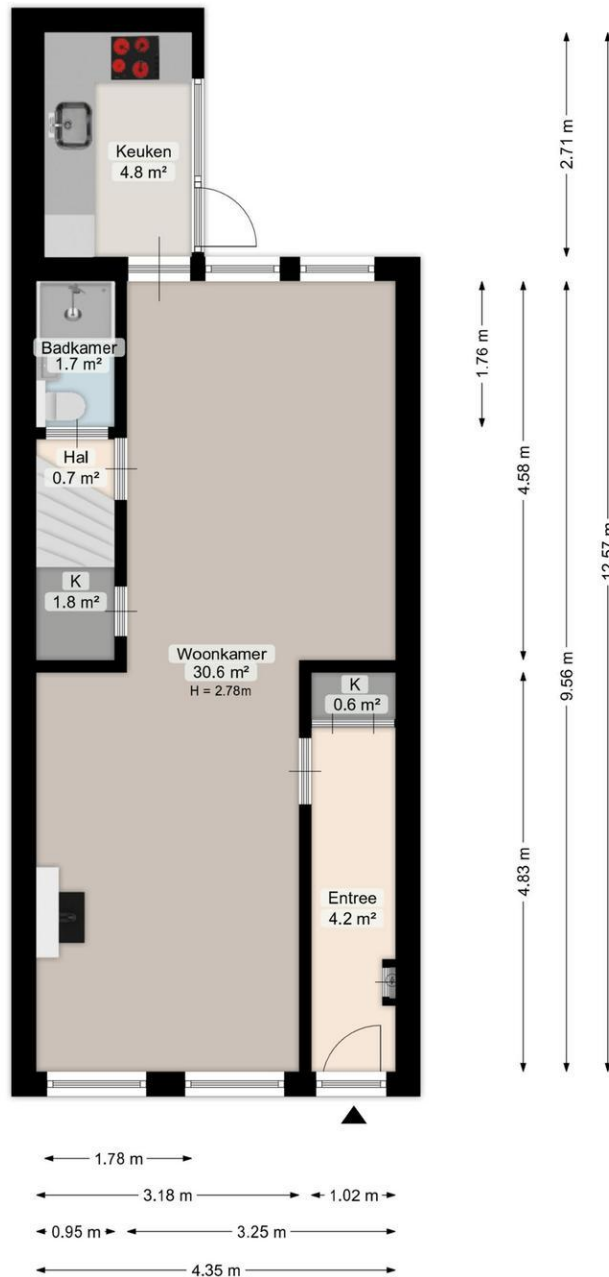 Keuken
4.8 m²
Badkamer
1.7 m²
Hal
0.7 m²
K
1.8 m²
Woonkamer
30.6 m²
H = 2.78m
K
0.6 m²
Entree
4.2 m²
2.71 m
1.76 m
4.58 m
12.57 m
9.56 m
4.83 m
1.78 m
3.18 m
1.02 m
0.95 m
3.25 m
4.35 m